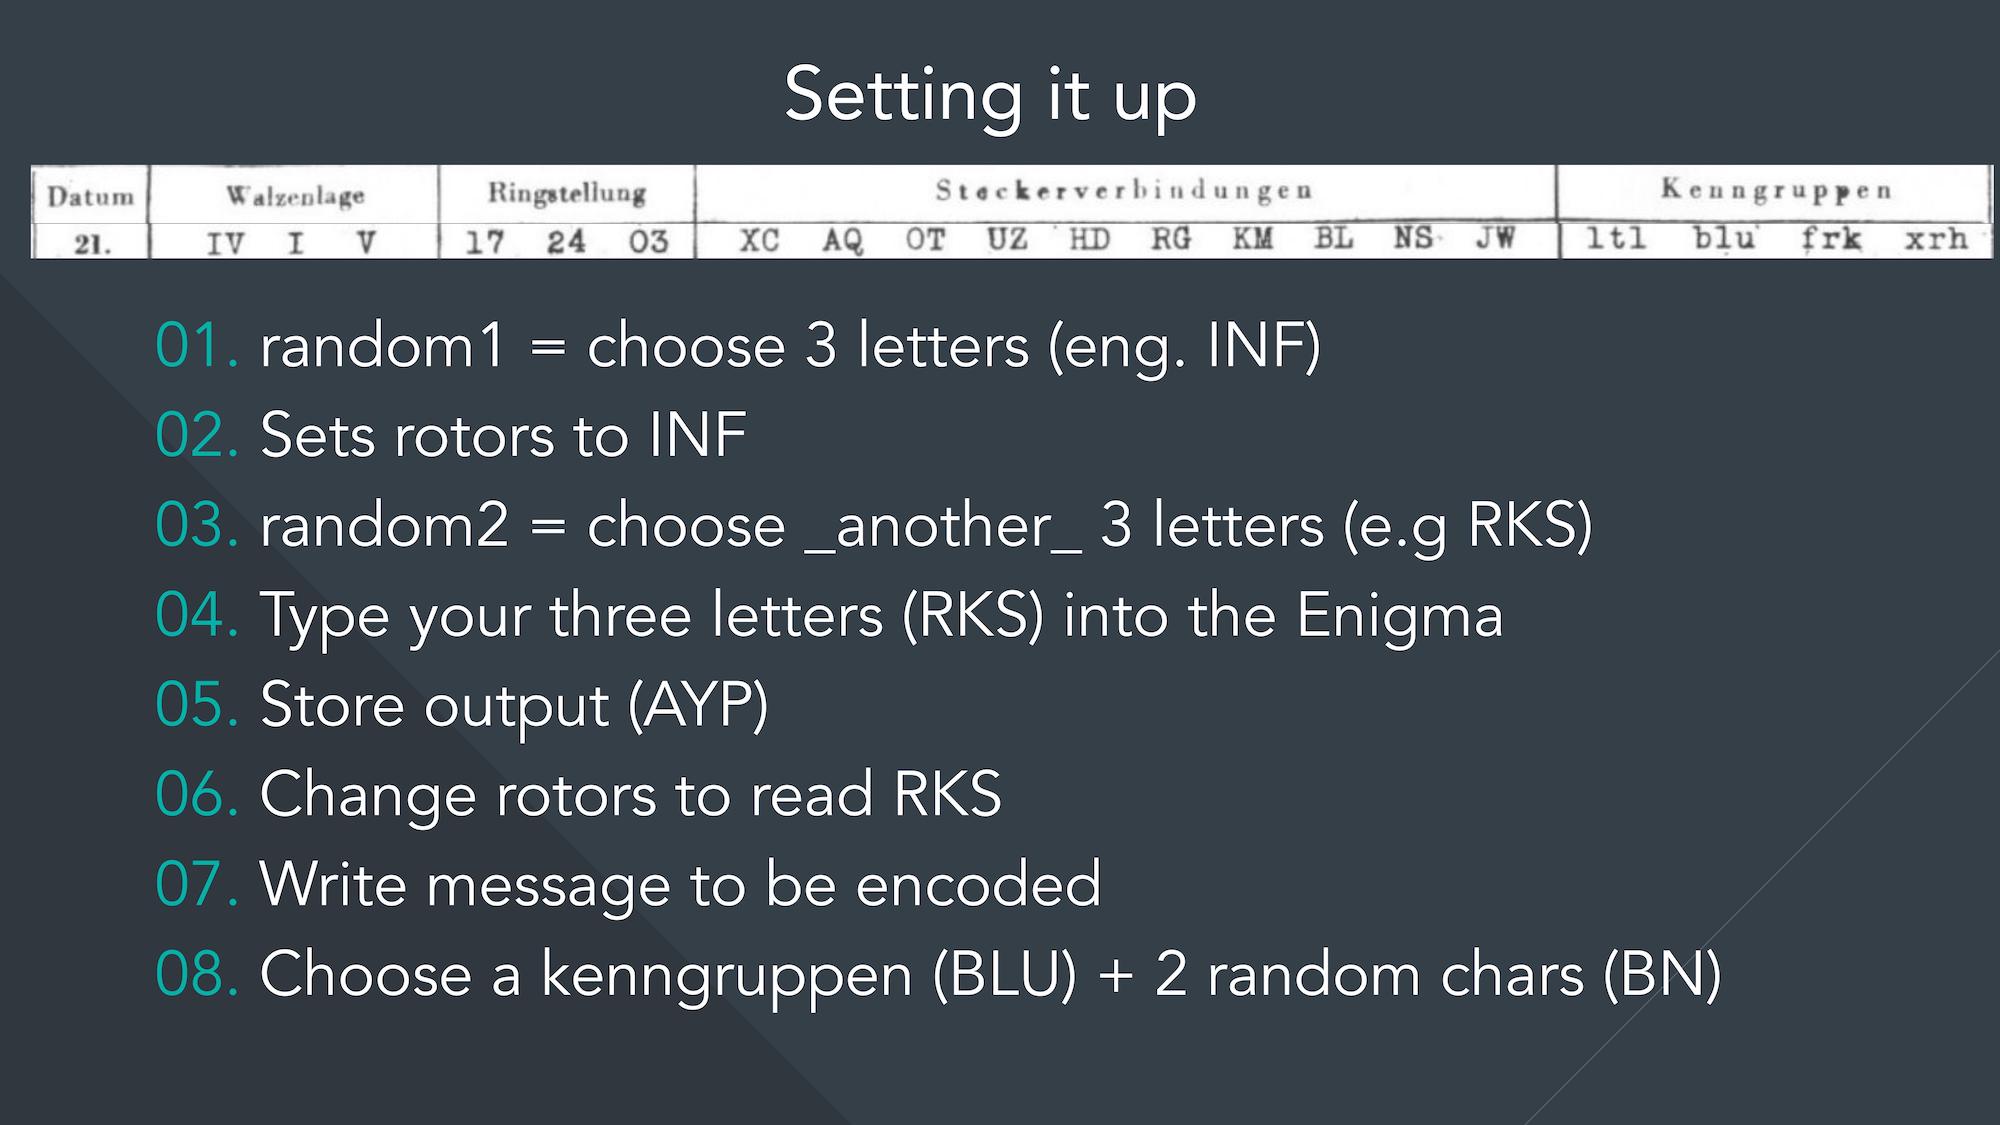 Setting it up
Datum Walzenlage Ringstellung Steckerverbindungen Kenngruppen
21. IV I V 17 24 03 XC AQ OT UZ HD RG KM BL NS JW ltl blu frk xrh
01. random1 = choose 3 letters (eng. INF)
02. Sets rotors to INF
03. random2 = choose _another_ 3 letters (e.g RKS)
04. Type your three letters (RKS) into the Enigma
05. Store output (AYP)
06. Change rotors to read RKS
07. Write message to be encoded
08. Choose a kenngruppen (BLU) + 2 random chars (BN)